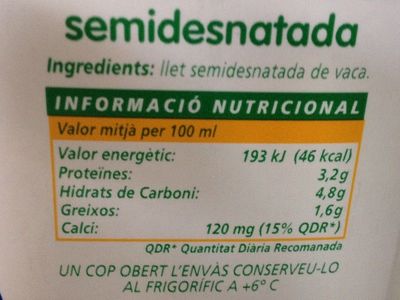 semidesnatada
Ingredients: llet semidesnatada de vaca.
INFORMACIÓ NUTRICIONAL
Valor mitjà per 100 ml
Valor energètic: 193 kJ (46 kcal)
Proteïnes: 3,2g
Hidrats de Carboni: 4,8g
Greixos: 1,6g
Calci: 120 mg (15% QDR*)
QDR* Quantitat Diària Recomanada
UN COP OBERT L'ENVÀS CONSERVEU-LO
AL FRIGORÍFIC A +6º C